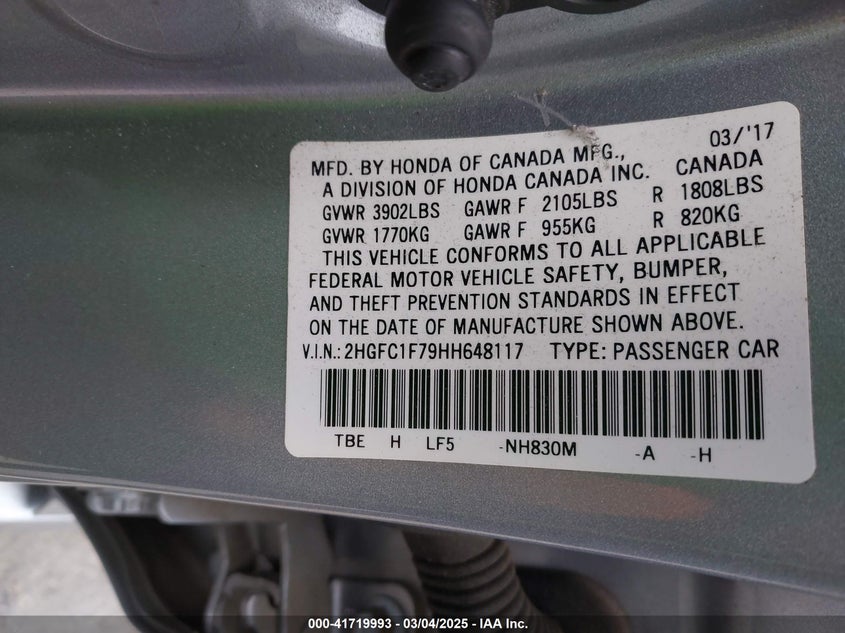 03/'17
MFD. BY HONDA OF CANADA MFG., CANADA
A DIVISION OF HONDA CANADA INC.
GVWR 3902LBS GAWR F 2105LBS R 1808LBS
GVWR 1770KG GAWR F 955KG R 820KG
THIS VEHICLE CONFORMS TO ALL APPLICABLE
FEDERAL MOTOR VEHICLE SAFETY, BUMPER,
AND THEFT PREVENTION STANDARDS IN EFFECT
ON THE DATE OF MANUFACTURE SHOWN ABOVE.
V.I.N.: 2HGFC1F79HH648117 TYPE: PASSENGER CAR
TBE H LF5 -NH830M -A -H
000-41719993 - 03/04/2025 - IAA Inc.